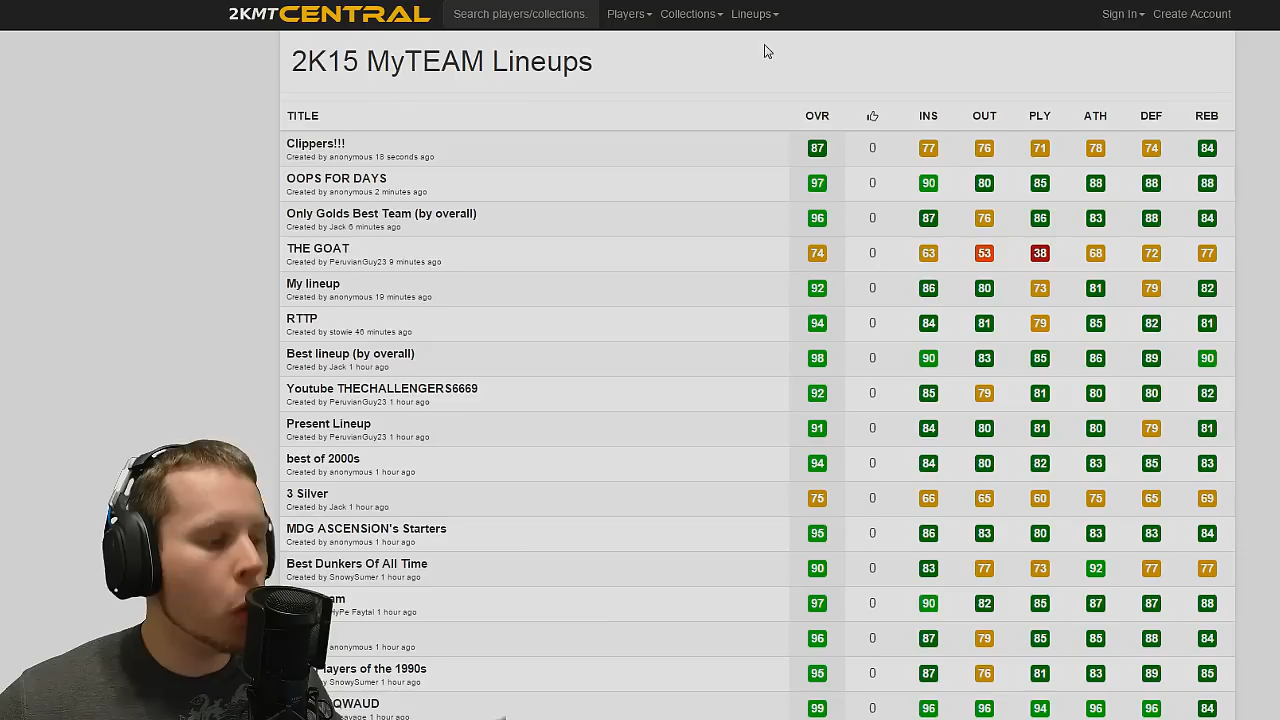 2KMTCENTRAL Search players/collections. Players Collections Lineups Sign In Create Account
2K15 MyTEAM Lineups
TITLE OVR INS OUT PLY ATH DEF REB
Clippers!!! 87 0 77 76 71 78 74 84
Created by anonymous 18 seconds ago
OOPS FOR DAYS 97 0 90 80 85 88 88 88
Created by anonymous 2 minutes ago
Only Golds Best Team (by overall) 96 0 87 76 86 83 88 84
Created by Jack 6 minutes ago
THE GOAT 74 0 63 53 38 68 72 77
Created by PeruvianGuy23 9 minutes ago
My lineup 92 0 86 80 73 81 79 82
Created by anonymous 19 minutes ago
RTTP 94 0 84 81 79 85 82 81
Created by stowie 46 minutes ago
Best lineup (by overall) 98 0 90 83 85 86 89 90
Created by Jack 1 hour ago
Youtube THECHALLENGERS6669 92 0 85 79 81 80 80 82
Created by PeruvianGuy23 1 hour ago
Present Lineup 91 0 84 80 81 80 79 81
Created by PeruvianGuy23 1 hour ago
best of 2000s 94 0 84 80 82 83 85 83
Created by anonymous 1 hour ago
3 Silver 75 0 66 65 60 75 65 69
Created by Jack 1 hour ago
MDG ASCENSiON's Starters 95 0 86 83 80 83 83 84
Created by anonymous 1 hour ago
Best Dunkers Of All Time 90 0 83 77 73 92 77 77
Created by SnowySumer 1 hour ago
97 0 90 82 85 87 87 88
Faytal 1 hour ago
96 0 87 79 85 85 88 84
anonymous 1 hour ago
of the 1990s 95 0 87 76 81 83 89 85
SnowySumer 1 hour ago
99 0 96 96 94 96 96 84
1 hour ago